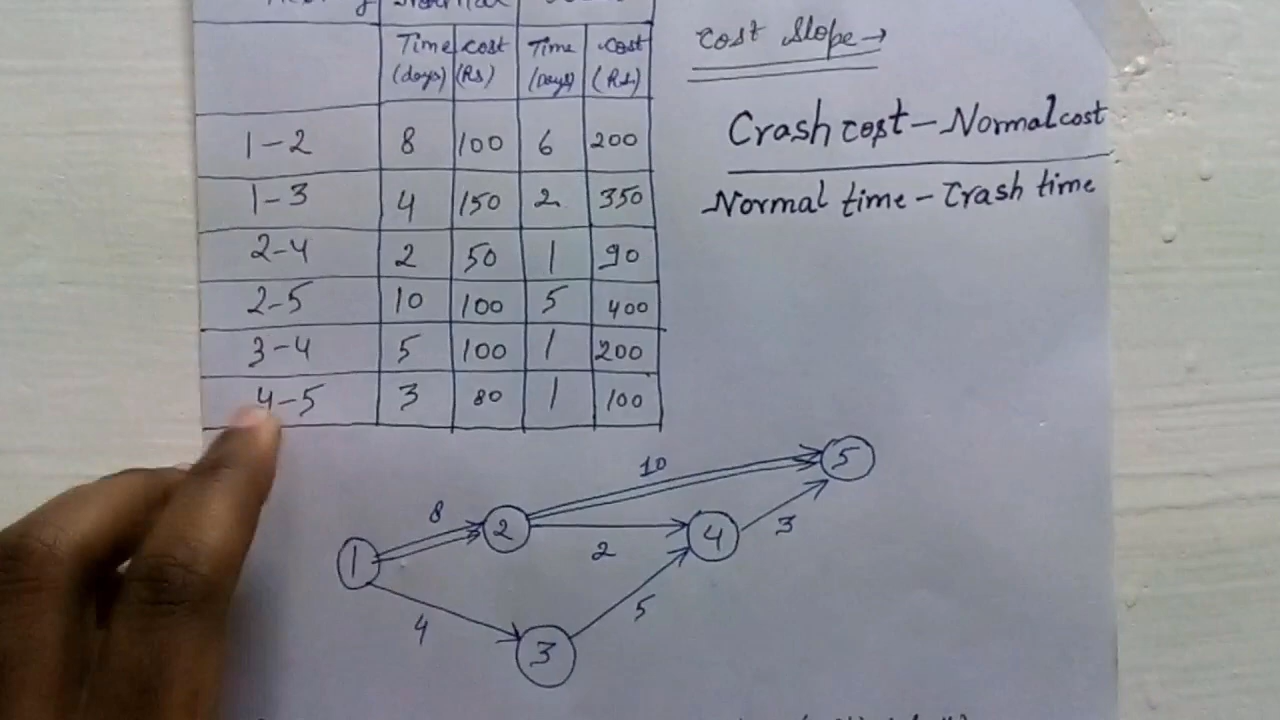 Normal
Time cost Time Cost
(days) (Rs) (Days) (Rs.)
1-2 8 100 6 200
1-3 4 150 2 350
2-4 2 50 1 90
2-5 10 100 5 400
3-4 5 100 1 200
4-5 3 80 1 100
Cost Slope →
Crash cost - Normal cost
Normal time - Crash time
10
5
8
2
1
2
4
3
4
5
3